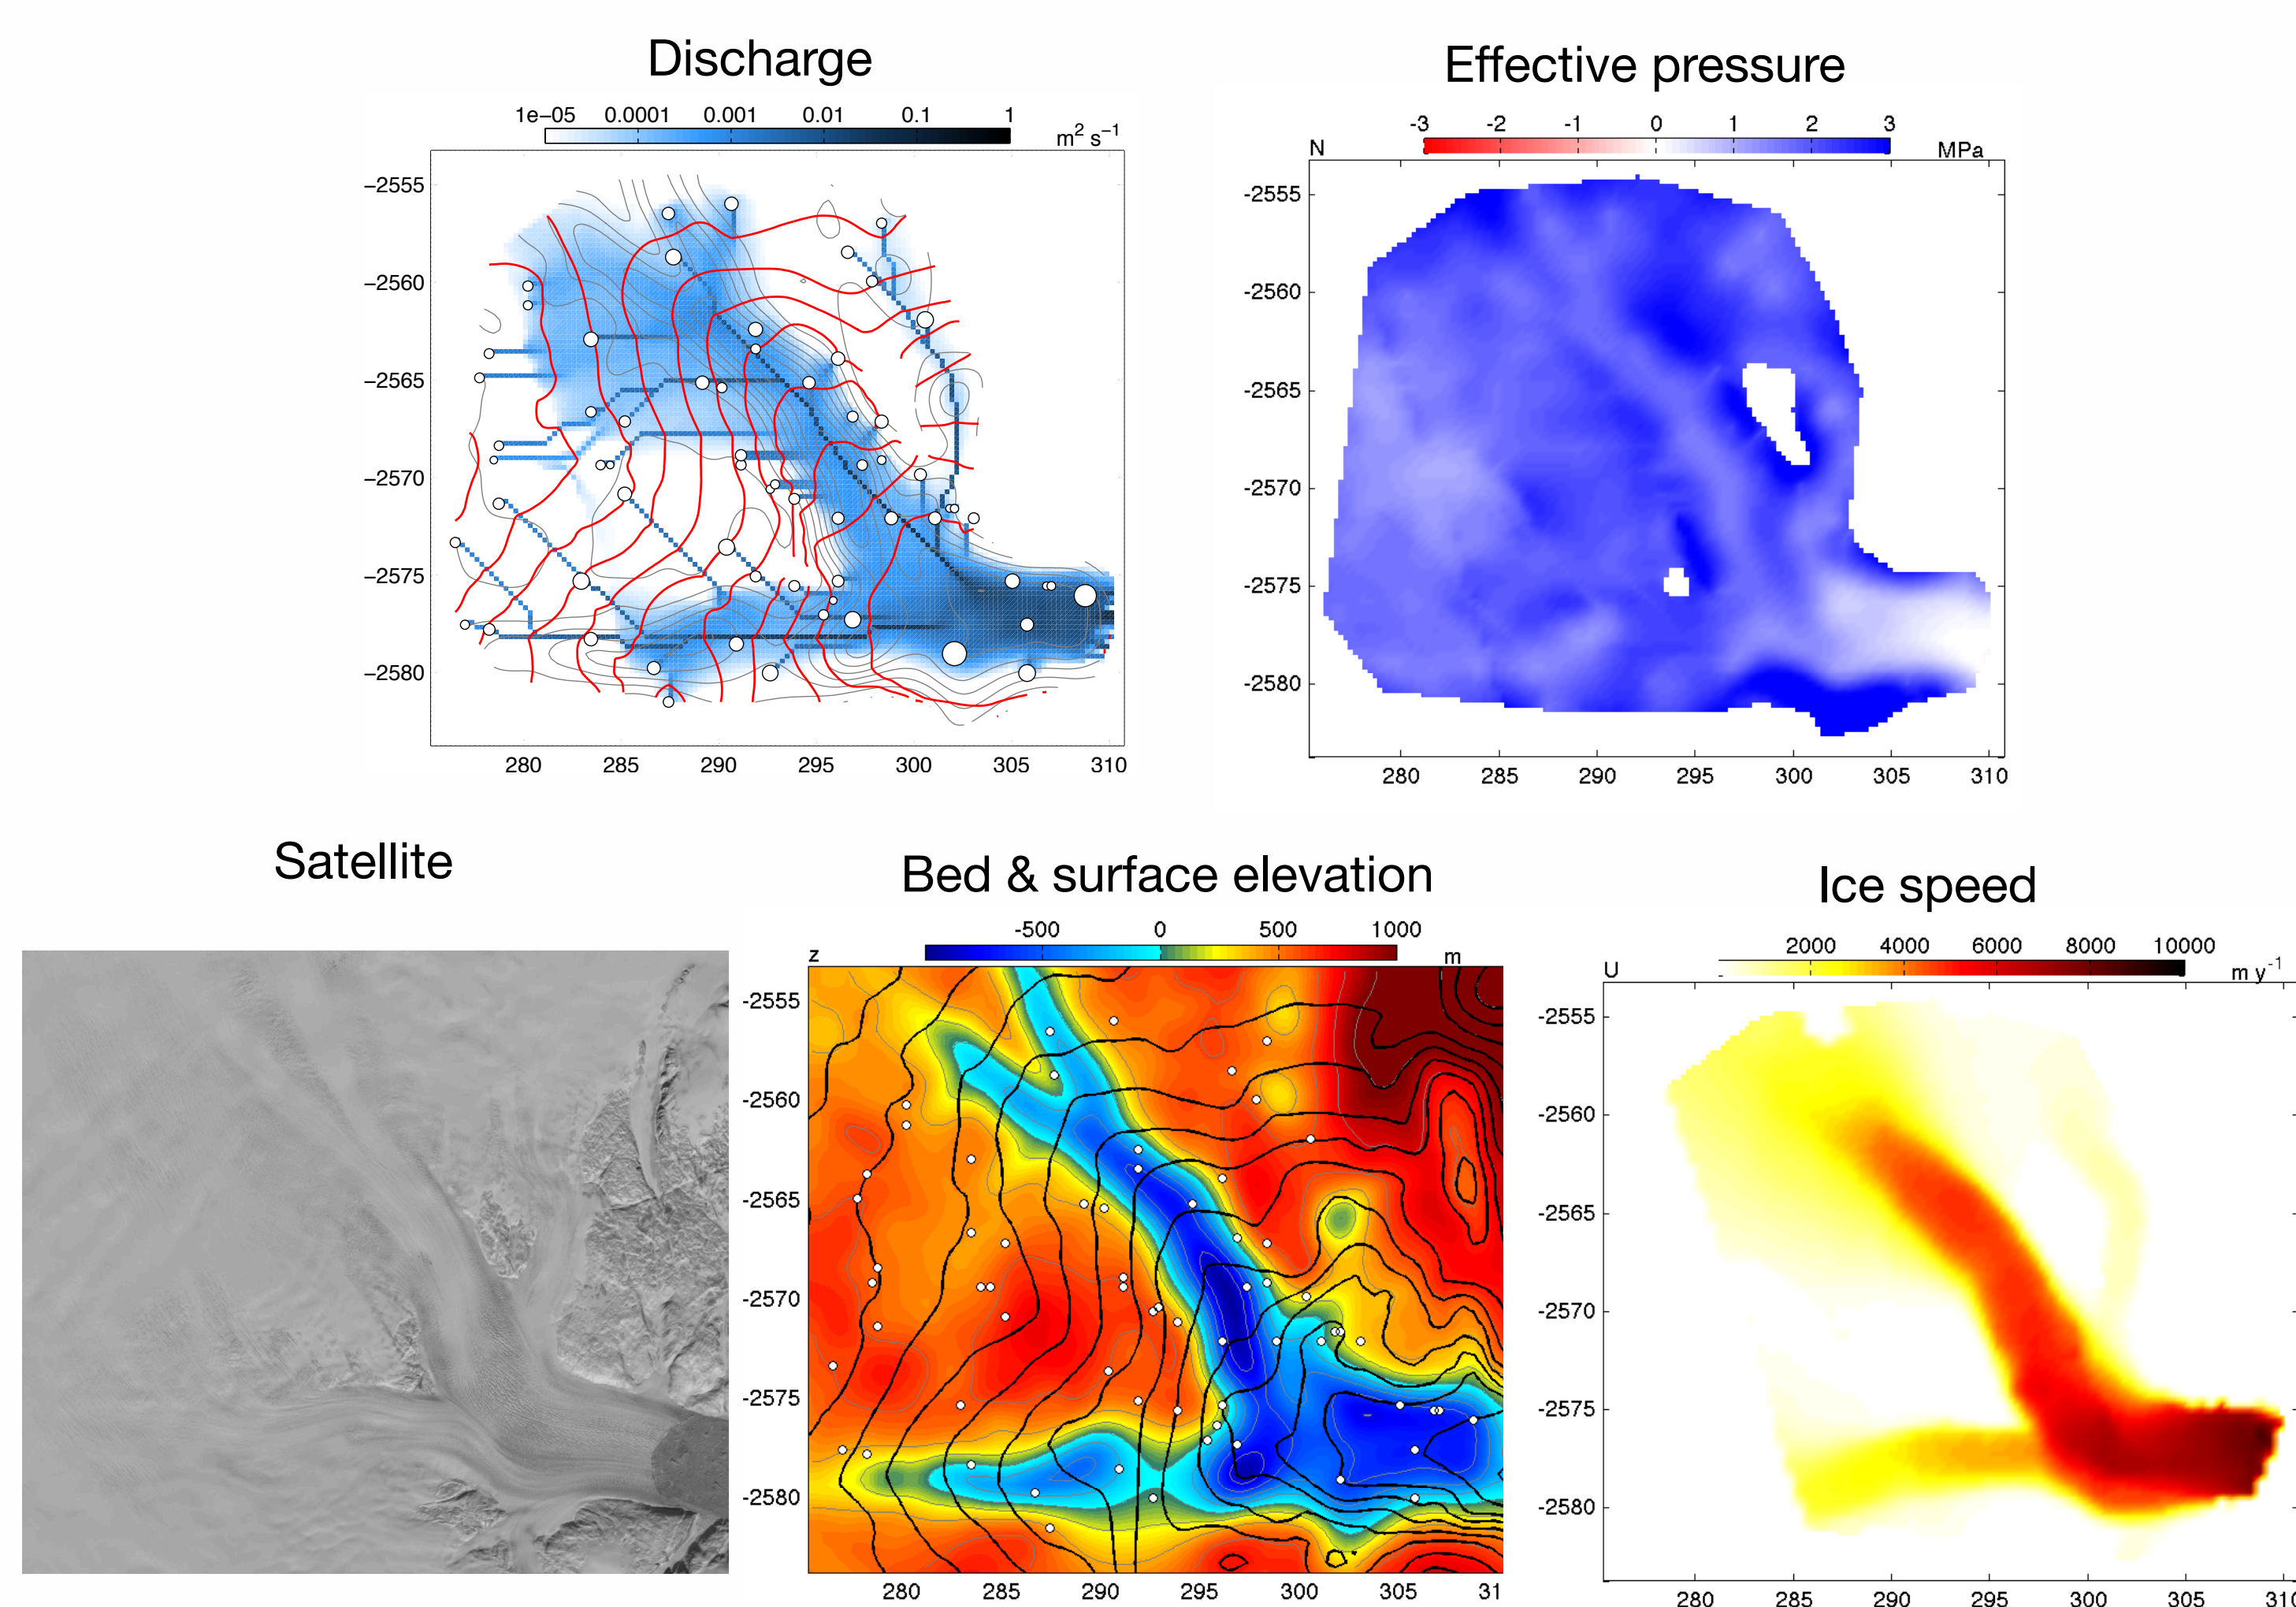 Discharge
1e−05 0.0001 0.001 0.01 0.1 1
m² s⁻¹
−2555
−2560
−2565
−2570
−2575
−2580
280 285 290 295 300 305 310
Effective pressure
-3 -2 -1 0 1 2 3
N MPa
-2555
-2560
-2565
-2570
-2575
-2580
280 285 290 295 300 305 310
Satellite
Bed & surface elevation
-500 0 500 1000
z m
-2555
-2560
-2565
-2570
-2575
-2580
280 285 290 295 300 305 31
Ice speed
2000 4000 6000 8000 10000
U m y⁻¹
-2555
-2560
-2565
-2570
-2575
-2580
280 285 290 295 300 305 310